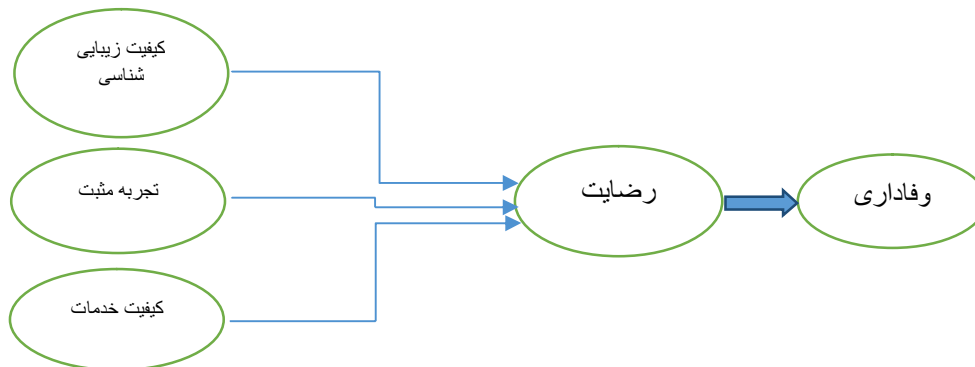 کیفیت زیبایی
شناسی
تجربه مثبت
کیفیت خدمات
رضایت
وفاداری